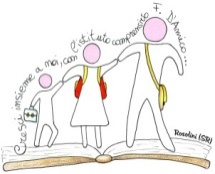 Cresci insieme a noi, con l'istituto comprensivo F. D'Amico...
Rosolini (SR)